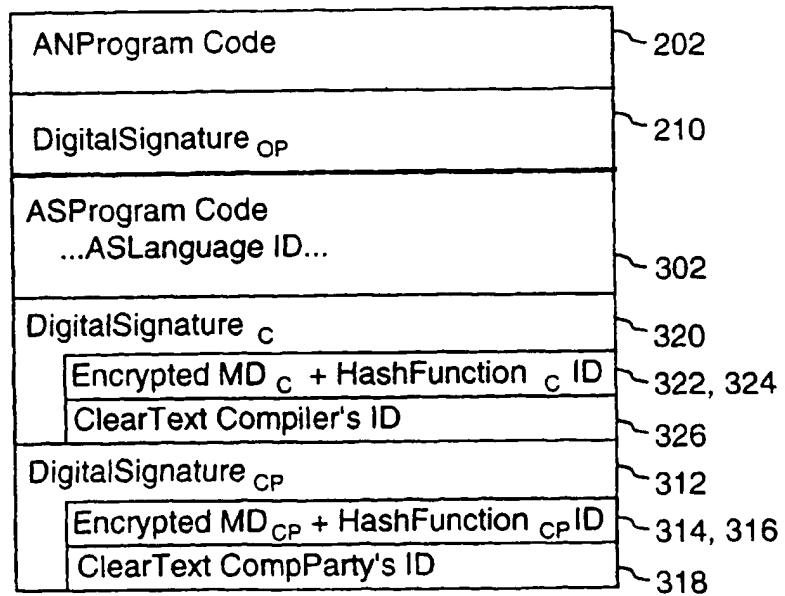 ANProgram Code 202
DigitalSignature OP 210
ASProgram Code
...ASLanguage ID... 302
DigitalSignature C 320
Encrypted MD C + HashFunction C ID 322, 324
ClearText Compiler's ID 326
DigitalSignature CP 312
Encrypted MD CP + HashFunction CP ID 314, 316
ClearText CompParty's ID 318